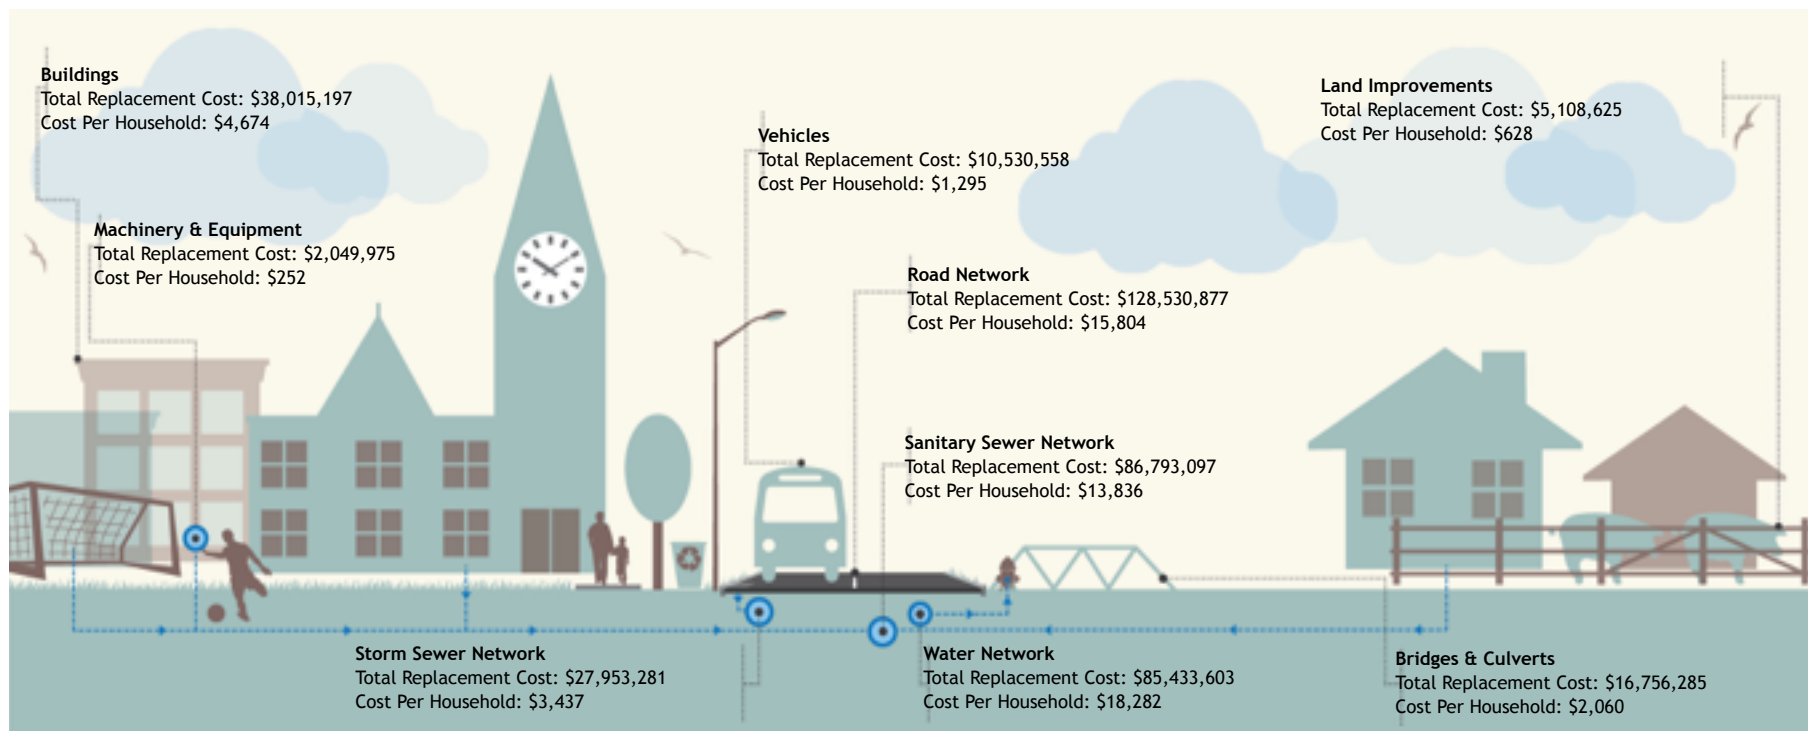 Buildings
Total Replacement Cost: $38,015,197
Cost Per Household: $4,674
Machinery & Equipment
Total Replacement Cost: $2,049,975
Cost Per Household: $252
Vehicles
Total Replacement Cost: $10,530,558
Cost Per Household: $1,295
Land Improvements
Total Replacement Cost: $5,108,625
Cost Per Household: $628
Road Network
Total Replacement Cost: $128,530,877
Cost Per Household: $15,804
Sanitary Sewer Network
Total Replacement Cost: $86,793,097
Cost Per Household: $13,836
Storm Sewer Network
Total Replacement Cost: $27,953,281
Cost Per Household: $3,437
Water Network
Total Replacement Cost: $85,433,603
Cost Per Household: $18,282
Bridges & Culverts
Total Replacement Cost: $16,756,285
Cost Per Household: $2,060